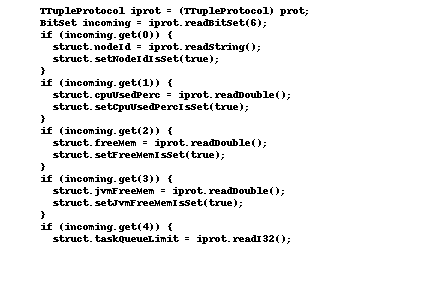 TTupleProtocol iprot = (TTupleProtocol) prot;
BitSet incoming = iprot.readBitSet(6);
if (incoming.get(0)) {
struct.nodeId = iprot.readString();
struct.setNodeIdIsSet(true);
}
if (incoming.get(1)) {
struct.cpuUsedPerc = iprot.readDouble();
struct.setCpuUsedPercIsSet(true);
}
if (incoming.get(2)) {
struct.freeMem = iprot.readDouble();
struct.setFreeMemIsSet(true);
}
if (incoming.get(3)) {
struct.jvmFreeMem = iprot.readDouble();
struct.setJvmFreeMemIsSet(true);
}
if (incoming.get(4)) {
struct.taskQueueLimit = iprot.readI32();